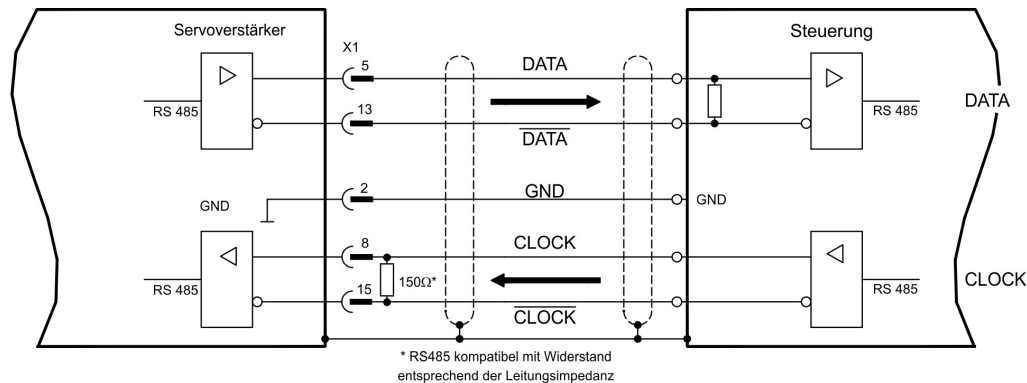 Servoverstärker
Steuerung
X1
5
DATA
RS 485
RS 485
DATA
13
DATA
2
GND
GND
GND
8
CLOCK
RS 485
150Ω*
RS 485
CLOCK
15
CLOCK
* RS485 kompatibel mit Widerstand
entsprechend der Leitungsimpedanz